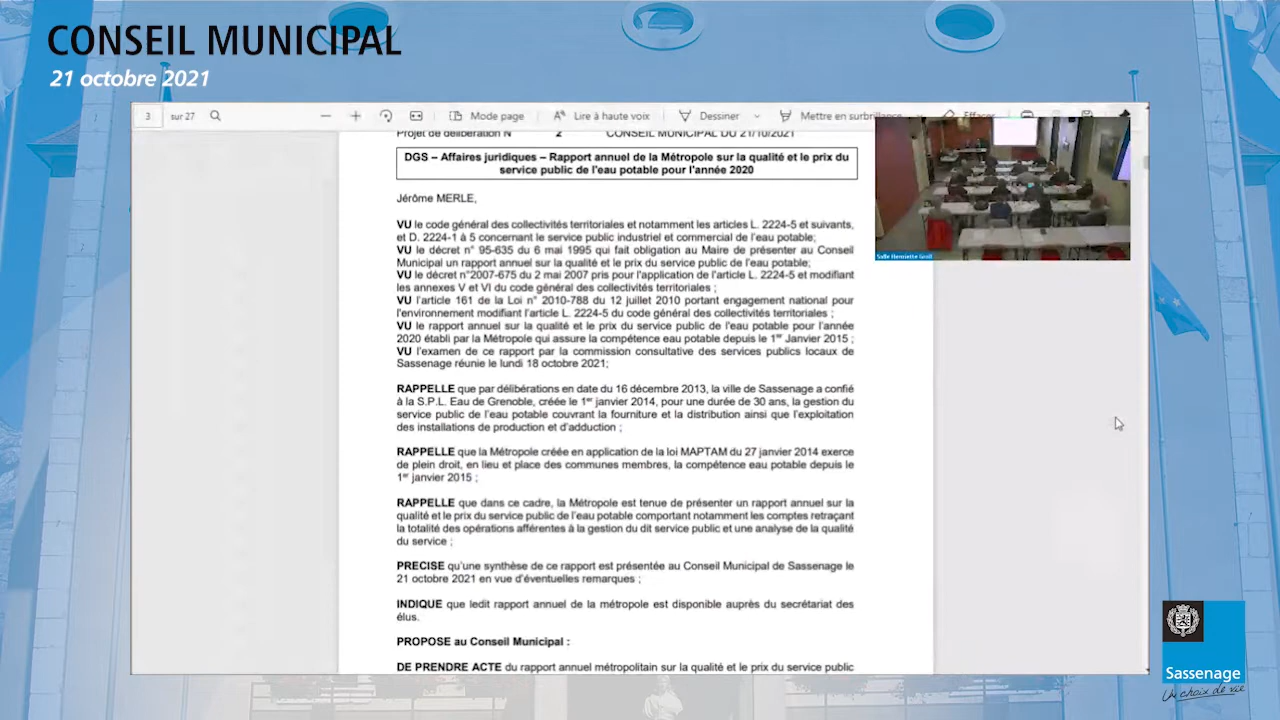 CONSEIL MUNICIPAL
21 octobre 2021
3 sur 27 Mode page Lire à haute voix Dessiner Mettre en surbrillance Effacer
Projet de délibération N° 2 CONSEIL MUNICIPAL DU 21/10/2021
DGS – Affaires juridiques – Rapport annuel de la Métropole sur la qualité et le prix du
service public de l'eau potable pour l'année 2020
Jérôme MERLE,
VU le code général des collectivités territoriales et notamment les articles L. 2224-5 et suivants,
et D. 2224-1 à 5 concernant le service public industriel et commercial de l'eau potable;
VU le décret n° 95-635 du 6 mai 1995 qui fait obligation au Maire de présenter au Conseil
Municipal un rapport annuel sur la qualité et le prix du service public de l'eau potable;
VU le décret n°2007-675 du 2 mai 2007 pris pour l'application de l'article L. 2224-5 et modifiant
les annexes V et VI du code général des collectivités territoriales ;
VU l'article 161 de la Loi n° 2010-788 du 12 juillet 2010 portant engagement national pour
l'environnement modifiant l'article L. 2224-5 du code général des collectivités territoriales ;
VU le rapport annuel sur la qualité et le prix du service public de l'eau potable pour l'année
2020 établi par la Métropole qui assure la compétence eau potable depuis le 1er Janvier 2015 ;
VU l'examen de ce rapport par la commission consultative des services publics locaux de
Sassenage réunie le lundi 18 octobre 2021;
RAPPELLE que par délibérations en date du 16 décembre 2013, la ville de Sassenage a confié
à la S.P.L. Eau de Grenoble, créée le 1er janvier 2014, pour une durée de 30 ans, la gestion du
service public de l'eau potable couvrant la fourniture et la distribution ainsi que l'exploitation
des installations de production et d'adduction ;
RAPPELLE que la Métropole créée en application de la loi MAPTAM du 27 janvier 2014 exerce
de plein droit, en lieu et place des communes membres, la compétence eau potable depuis le
1er janvier 2015 ;
RAPPELLE que dans ce cadre, la Métropole est tenue de présenter un rapport annuel sur la
qualité et le prix du service public de l'eau potable comportant notamment les comptes retraçant
la totalité des opérations afférentes à la gestion du dit service public et une analyse de la qualité
du service ;
PRECISE qu'une synthèse de ce rapport est présentée au Conseil Municipal de Sassenage le
21 octobre 2021 en vue d'éventuelles remarques ;
INDIQUE que ledit rapport annuel de la métropole est disponible auprès du secrétariat des
élus.
PROPOSE au Conseil Municipal :
DE PRENDRE ACTE du rapport annuel métropolitain sur la qualité et le prix du service public
Salle Henriette Groll
Sassenage
Un choix de vie